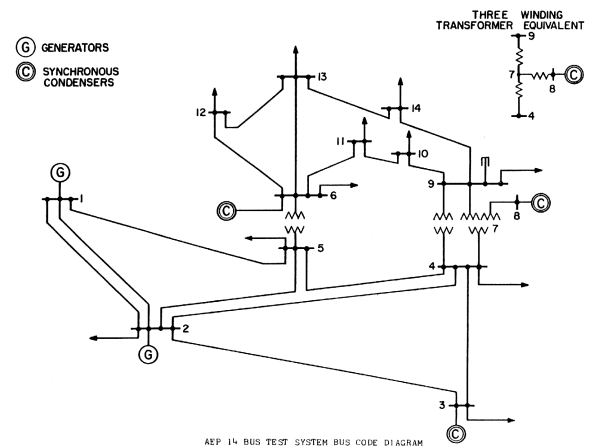 THREE WINDING
TRANSFORMER EQUIVALENT
9
7
8
C
4
G GENERATORS
C SYNCHRONOUS
CONDENSERS
13
14
12
11
10
G
1
C
6
9
8
C
7
5
4
2
G
3
C
AEP 14 BUS TEST SYSTEM BUS CODE DIAGRAM